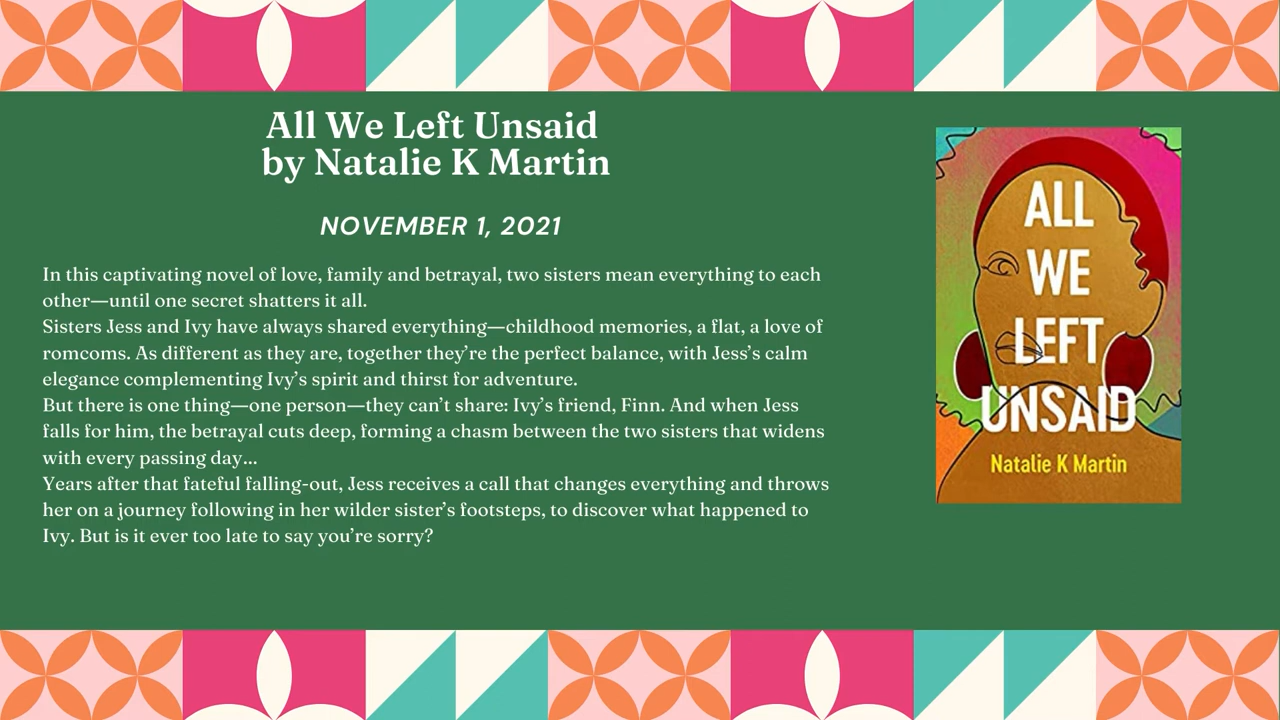 All We Left Unsaid
by Natalie K Martin
NOVEMBER 1, 2021
In this captivating novel of love, family and betrayal, two sisters mean everything to each
other—until one secret shatters it all.
Sisters Jess and Ivy have always shared everything—childhood memories, a flat, a love of
romcoms. As different as they are, together they’re the perfect balance, with Jess’s calm
elegance complementing Ivy’s spirit and thirst for adventure.
But there is one thing—one person—they can’t share: Ivy’s friend, Finn. And when Jess
falls for him, the betrayal cuts deep, forming a chasm between the two sisters that widens
with every passing day…
Years after that fateful falling-out, Jess receives a call that changes everything and throws
her on a journey following in her wilder sister’s footsteps, to discover what happened to
Ivy. But is it ever too late to say you’re sorry?
ALL
WE
LEFT
UNSAID
Natalie K Martin